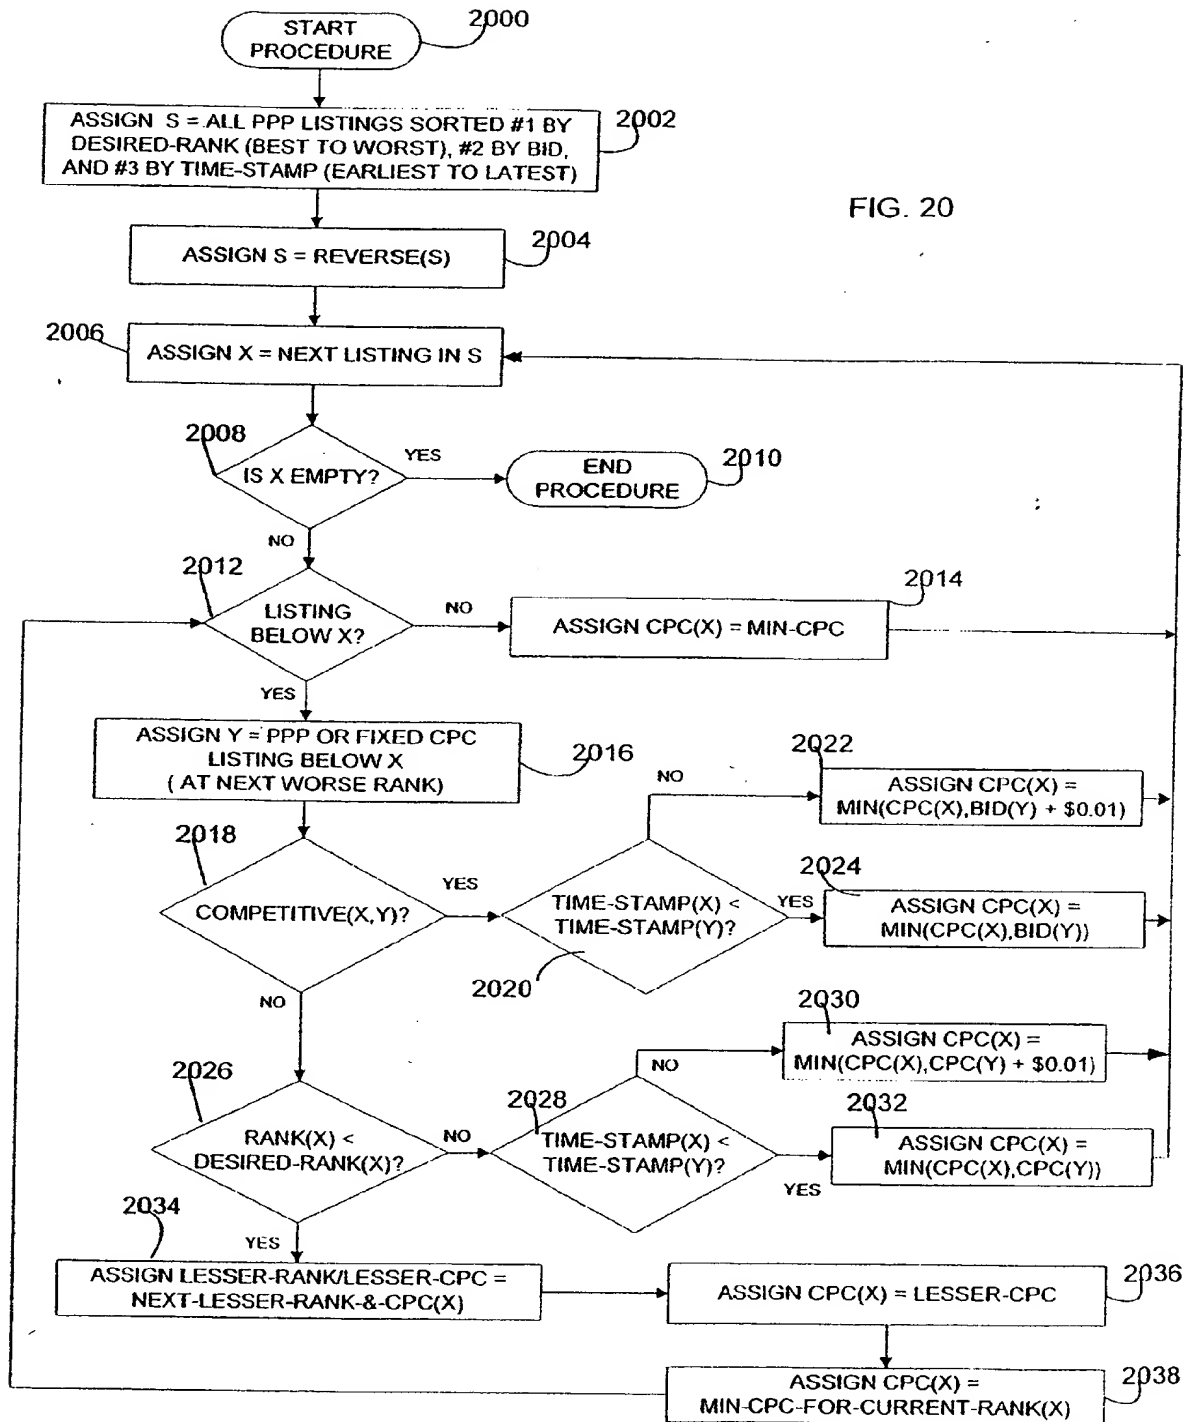 START
PROCEDURE
2000
ASSIGN S = ALL PPP LISTINGS SORTED #1 BY
DESIRED-RANK (BEST TO WORST), #2 BY BID,
AND #3 BY TIME-STAMP (EARLIEST TO LATEST)
2002
FIG. 20
ASSIGN S = REVERSE(S)
2004
2006
ASSIGN X = NEXT LISTING IN S
2008
IS X EMPTY?
YES
END
PROCEDURE
2010
NO
2012
LISTING
BELOW X?
NO
2014
ASSIGN CPC(X) = MIN-CPC
YES
ASSIGN Y = PPP OR FIXED CPC
LISTING BELOW X
( AT NEXT WORSE RANK)
2016
2018
COMPETITIVE(X,Y)?
YES
TIME-STAMP(X) <
TIME-STAMP(Y)?
2020
NO
2022
ASSIGN CPC(X) =
MIN(CPC(X),BID(Y) + $0.01)
YES
2024
ASSIGN CPC(X) =
MIN(CPC(X),BID(Y))
NO
2026
RANK(X) <
DESIRED-RANK(X)?
NO
2028
TIME-STAMP(X) <
TIME-STAMP(Y)?
NO
2030
ASSIGN CPC(X) =
MIN(CPC(X),CPC(Y) + $0.01)
YES
2032
ASSIGN CPC(X) =
MIN(CPC(X),CPC(Y))
YES
2034
ASSIGN LESSER-RANK/LESSER-CPC =
NEXT-LESSER-RANK-&-CPC(X)
ASSIGN CPC(X) = LESSER-CPC
2036
ASSIGN CPC(X) =
MIN-CPC-FOR-CURRENT-RANK(X)
2038